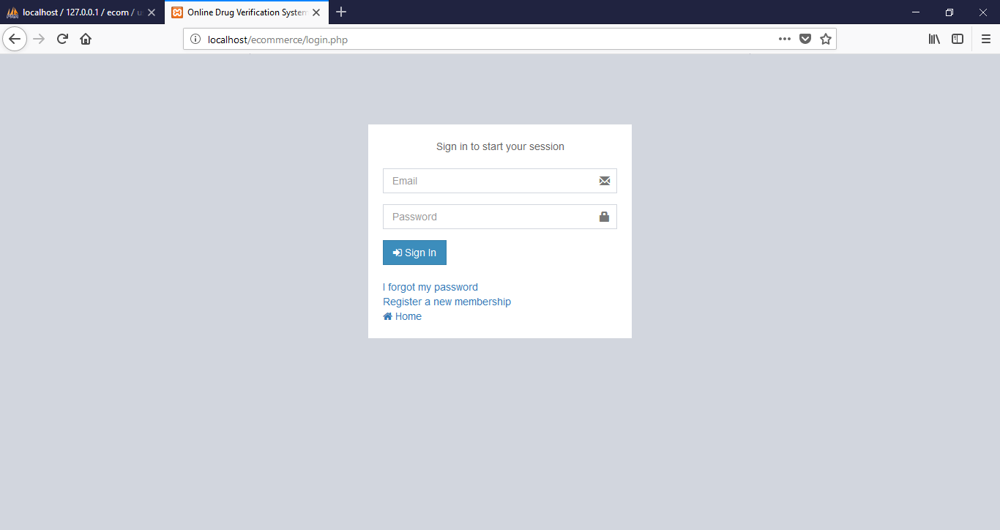 localhost / 127.0.0.1 / ecom /
Online Drug Verification System
localhost/ecommerce/login.php
Sign in to start your session
Email
Password
Sign In
I forgot my password
Register a new membership
Home